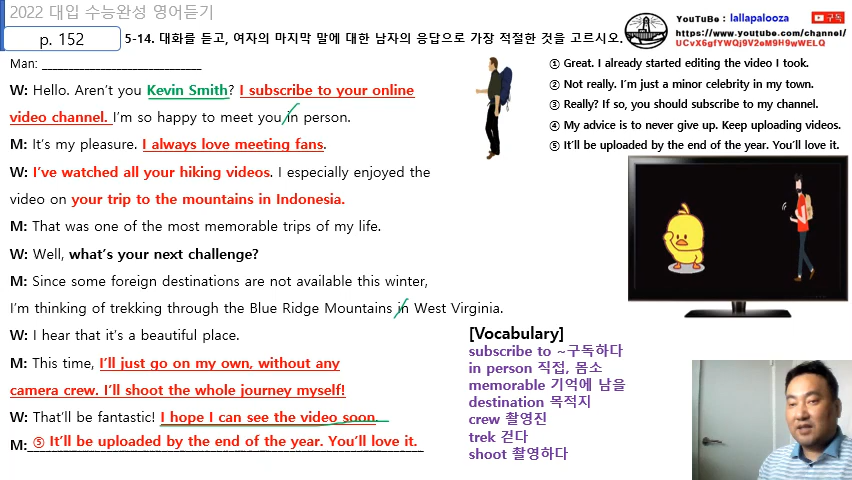 2022 대입 수능완성 영어듣기
p. 152
5-14. 대화를 듣고, 여자의 마지막 말에 대한 남자의 응답으로 가장 적절한 것을 고르시오.
YouTuBe : lallapalooza
구독
https://www.youtube.com/channel/
UCvX6gfYWQj9V2eM9H9wWELQ
Man: ___________________________
W: Hello. Aren't you Kevin Smith? I subscribe to your online
video channel. I'm so happy to meet you in person.
M: It's my pleasure. I always love meeting fans.
W: I've watched all your hiking videos. I especially enjoyed the
video on your trip to the mountains in Indonesia.
M: That was one of the most memorable trips of my life.
W: Well, what's your next challenge?
M: Since some foreign destinations are not available this winter,
I'm thinking of trekking through the Blue Ridge Mountains in West Virginia.
W: I hear that it's a beautiful place.
M: This time, I'll just go on my own, without any
camera crew. I'll shoot the whole journey myself!
W: That'll be fantastic! I hope I can see the video soon.
M: ⑤ It'll be uploaded by the end of the year. You'll love it.
① Great. I already started editing the video I took.
② Not really. I'm just a minor celebrity in my town.
③ Really? If so, you should subscribe to my channel.
④ My advice is to never give up. Keep uploading videos.
⑤ It'll be uploaded by the end of the year. You'll love it.
[Vocabulary]
subscribe to ~구독하다
in person 직접, 몸소
memorable 기억에 남을
destination 목적지
crew 촬영진
trek 걷다
shoot 촬영하다